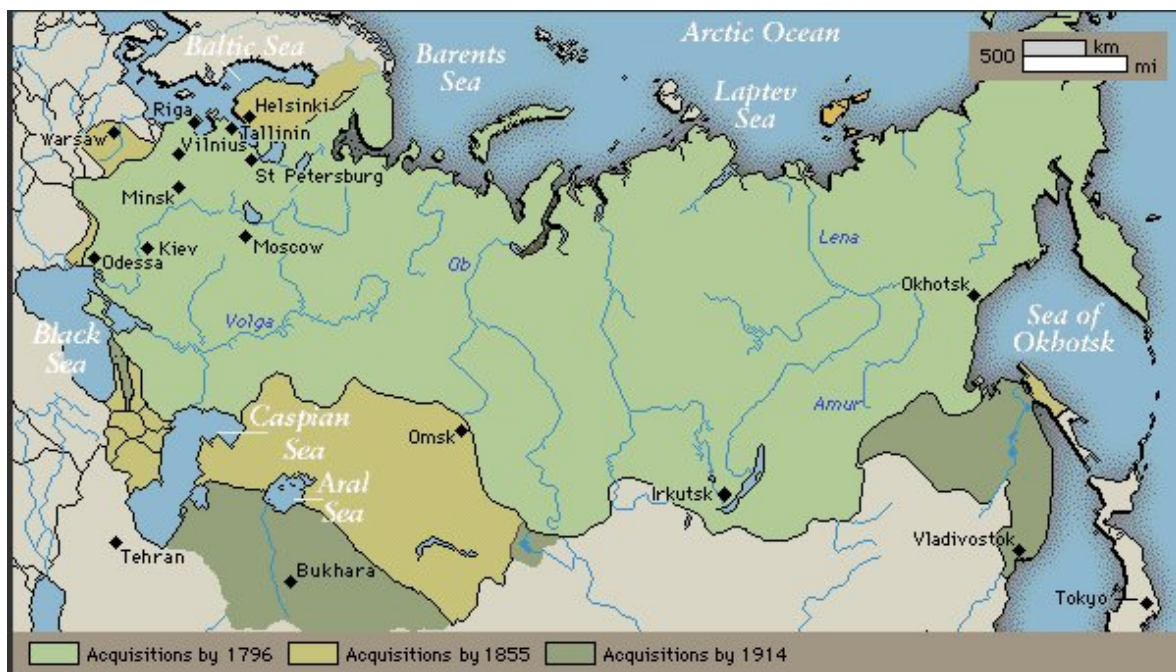 Baltic Sea
Barents
Sea
Arctic Ocean
500
km
mi
Laptev
Sea
Helsinki
Riga
Tallinin
Warsaw
Vilnius
St Petersburg
Minsk
Kiev
Moscow
Odessa
Ob
Lena
Okhotsk
Volga
Black
Sea
Sea of
Okhotsk
Amur
Caspian
Sea
Omsk
Aral
Sea
Irkutsk
Tehran
Bukhara
Vladivostok
Tokyo
Acquisitions by 1796
Acquisitions by 1855
Acquisitions by 1914